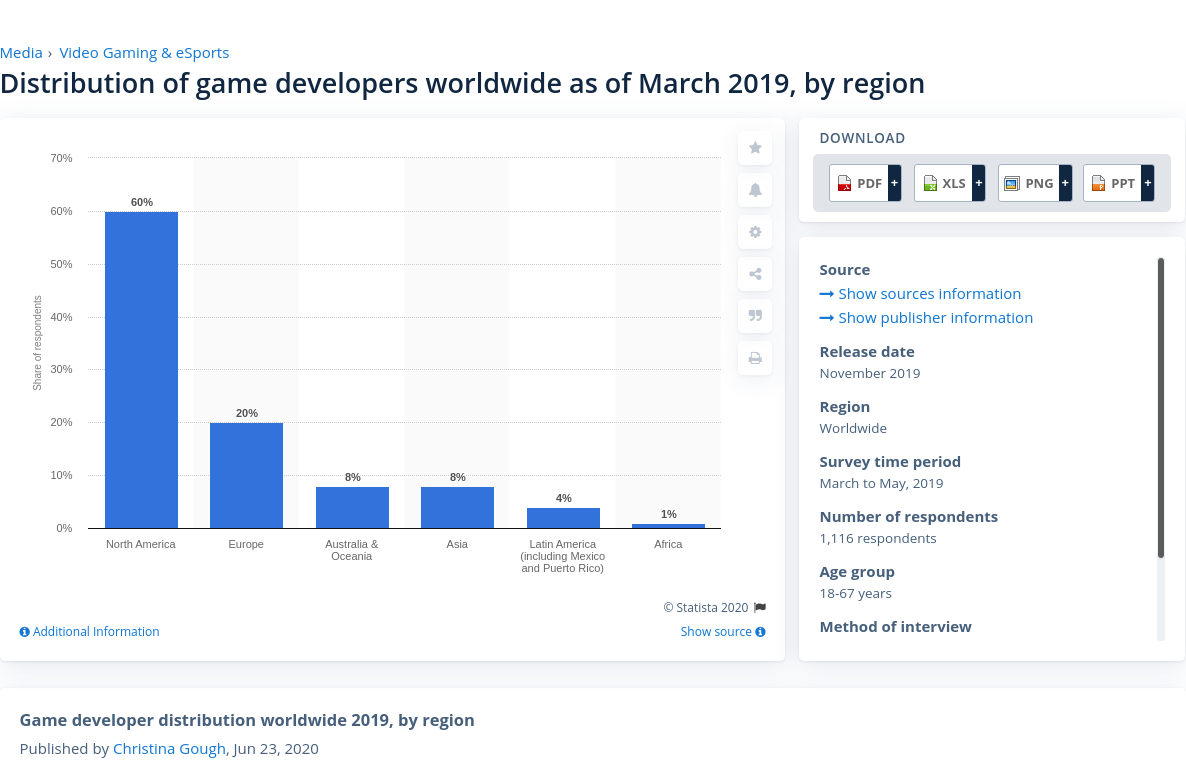 Media › Video Gaming & eSports
Distribution of game developers worldwide as of March 2019, by region
70%
60%
50%
40%
30%
20%
10%
0%
Share of respondents
60%
20%
8%
8%
4%
1%
North America
Europe
Australia &
Oceania
Asia
Latin America
(including Mexico
and Puerto Rico)
Africa
© Statista 2020
Additional Information
Show source
DOWNLOAD
PDF +
XLS +
PNG +
PPT +
Source
Show sources information
Show publisher information
Release date
November 2019
Region
Worldwide
Survey time period
March to May, 2019
Number of respondents
1,116 respondents
Age group
18-67 years
Method of interview
Game developer distribution worldwide 2019, by region
Published by Christina Gough, Jun 23, 2020